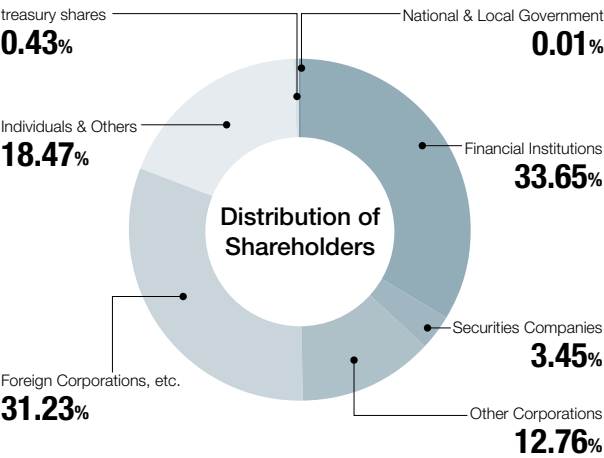 treasury shares
0.43%
National & Local Government
0.01%
Individuals & Others
18.47%
Financial Institutions
33.65%
Distribution of
Shareholders
Securities Companies
3.45%
Foreign Corporations, etc.
31.23%
Other Corporations
12.76%